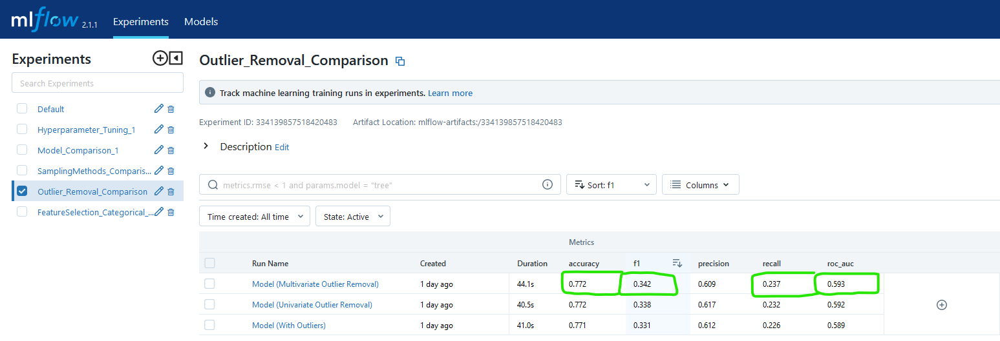 mlflow 2.1.1 Experiments Models
Experiments
Search Experiments
Default
Hyperparameter_Tuning_1
Model_Comparison_1
SamplingMethods_Comparis...
Outlier_Removal_Comparison
FeatureSelection_Categorical_...
Outlier_Removal_Comparison
Track machine learning training runs in experiments. Learn more
Experiment ID: 334139857518420483 Artifact Location: mlflow-artifacts:/334139857518420483
Description Edit
metrics.rmse < 1 and params.model = "tree" Sort: f1 Columns
Time created: All time State: Active
Metrics
Run Name Created Duration accuracy f1 precision recall roc_auc
Model (Multivariate Outlier Removal) 1 day ago 44.1s 0.772 0.342 0.609 0.237 0.593
Model (Univariate Outlier Removal) 1 day ago 40.5s 0.772 0.338 0.617 0.232 0.592
Model (With Outliers) 1 day ago 41.0s 0.771 0.331 0.612 0.226 0.589